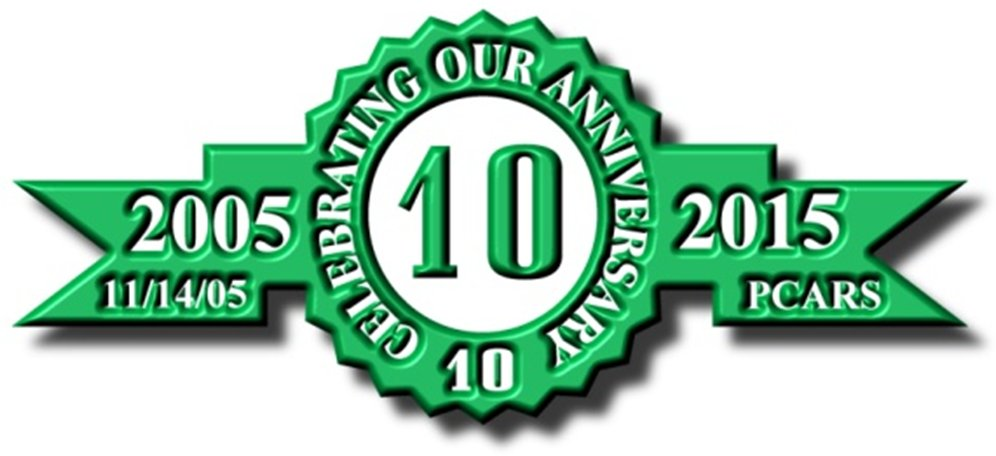 CELEBRATING OUR ANNIVERSARY
10
10
2005
11/14/05
2015
PCARS